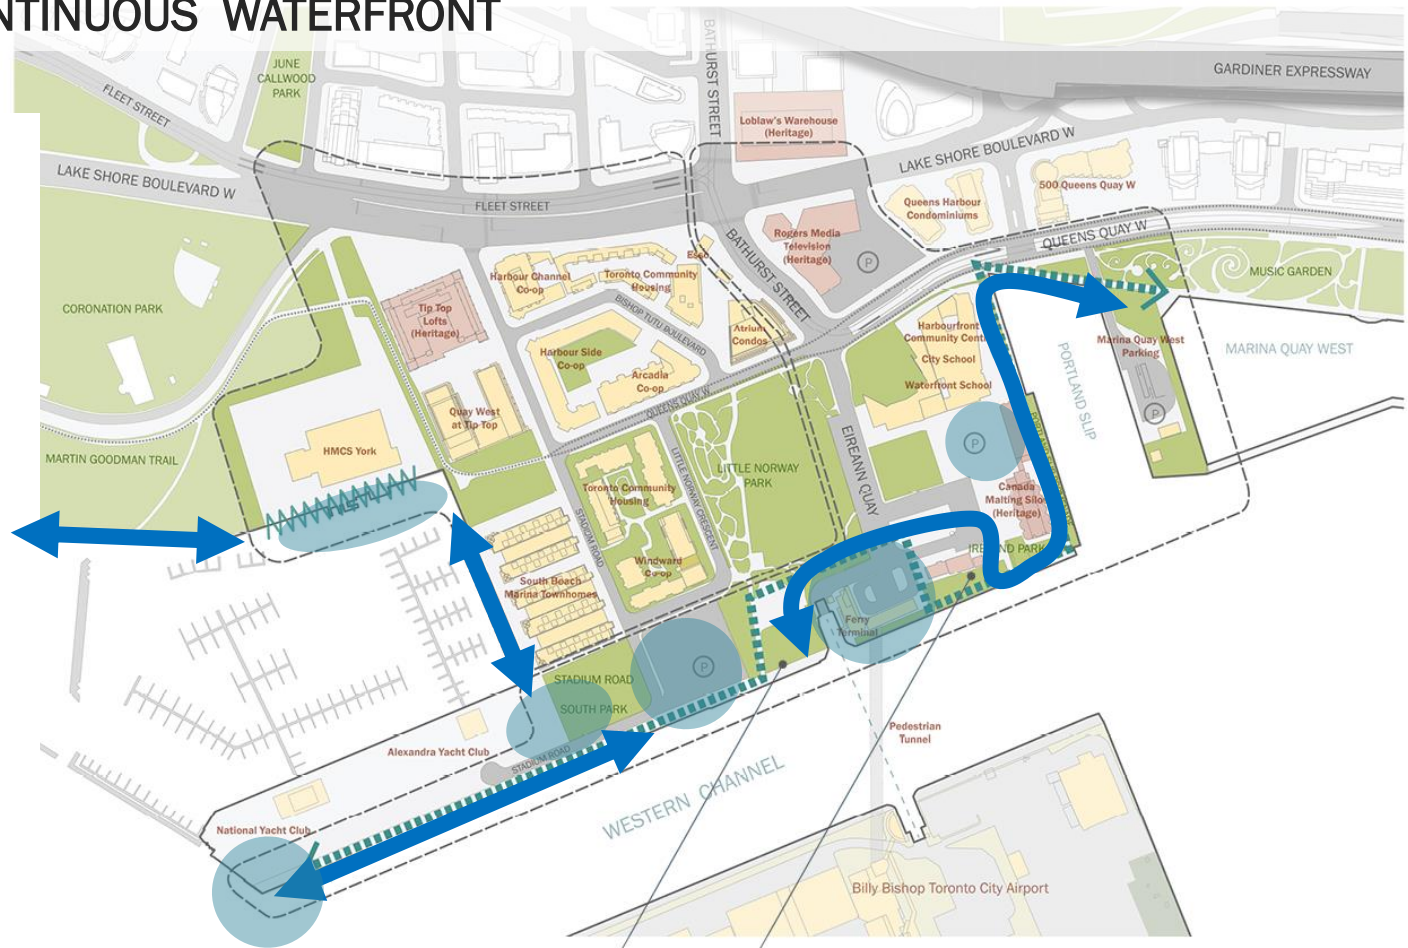 NTINUOUS WATERFRONT
JUNE
CALLWOOD
PARK
FLEET STREET
BATHURST STREET
GARDINER EXPRESSWAY
Loblaw's Warehouse
(Heritage)
LAKE SHORE BOULEVARD W
LAKE SHORE BOULEVARD W
500 Queens Quay W
Queens Harbour
Condominiums
FLEET STREET
Rogers Media
Television
(Heritage)
P
BATHURST STREET
QUEENS QUAY W
MUSIC GARDEN
Esso
Harbour Channel
Co-op
Toronto Community
Housing
BISHOP TUTU BOULEVARD
CORONATION PARK
Tip Top
Lofts
(Heritage)
Atrium
Condos
Harbourfront
Community Cent
City School
Waterfront School
Marina Quay West
Parking
P
MARINA QUAY WEST
PORTLAND SLIP
Harbour Side
Co-op
Arcadia
Co-op
QUEENS QUAY W
Quay West
at Tip Top
HMCS York
MARTIN GOODMAN TRAIL
LITTLE NORWAY
PARK
LITTLE NORWAY CRESCENT
EIREANN QUAY
P
Toronto Community
Housing
Canada
Malting Silo
(Heritage)
STADIUM ROAD
Windward
Co-op
IRELAND PARK
South Beach
Marina Townhomes
Ferry
Terminal
P
STADIUM ROAD
SOUTH PARK
STADIUM ROAD
Alexandra Yacht Club
National Yacht Club
Pedestrian
Tunnel
WESTERN CHANNEL
Billy Bishop Toronto City Airport